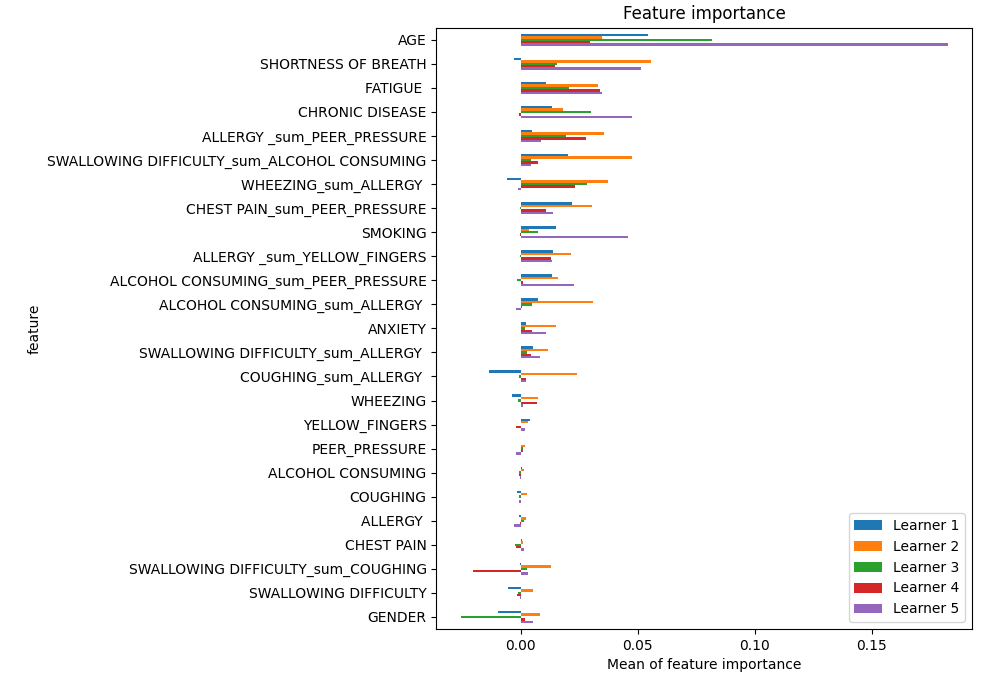 Feature importance
AGE
SHORTNESS OF BREATH
FATIGUE
CHRONIC DISEASE
ALLERGY _sum_PEER_PRESSURE
SWALLOWING DIFFICULTY_sum_ALCOHOL CONSUMING
WHEEZING_sum_ALLERGY
CHEST PAIN_sum_PEER_PRESSURE
SMOKING
ALLERGY _sum_YELLOW_FINGERS
ALCOHOL CONSUMING_sum_PEER_PRESSURE
ALCOHOL CONSUMING_sum_ALLERGY
ANXIETY
SWALLOWING DIFFICULTY_sum_ALLERGY
COUGHING_sum_ALLERGY
WHEEZING
YELLOW_FINGERS
PEER_PRESSURE
ALCOHOL CONSUMING
COUGHING
ALLERGY
CHEST PAIN
SWALLOWING DIFFICULTY_sum_COUGHING
SWALLOWING DIFFICULTY
GENDER
feature
Learner 1
Learner 2
Learner 3
Learner 4
Learner 5
0.00 0.05 0.10 0.15
Mean of feature importance